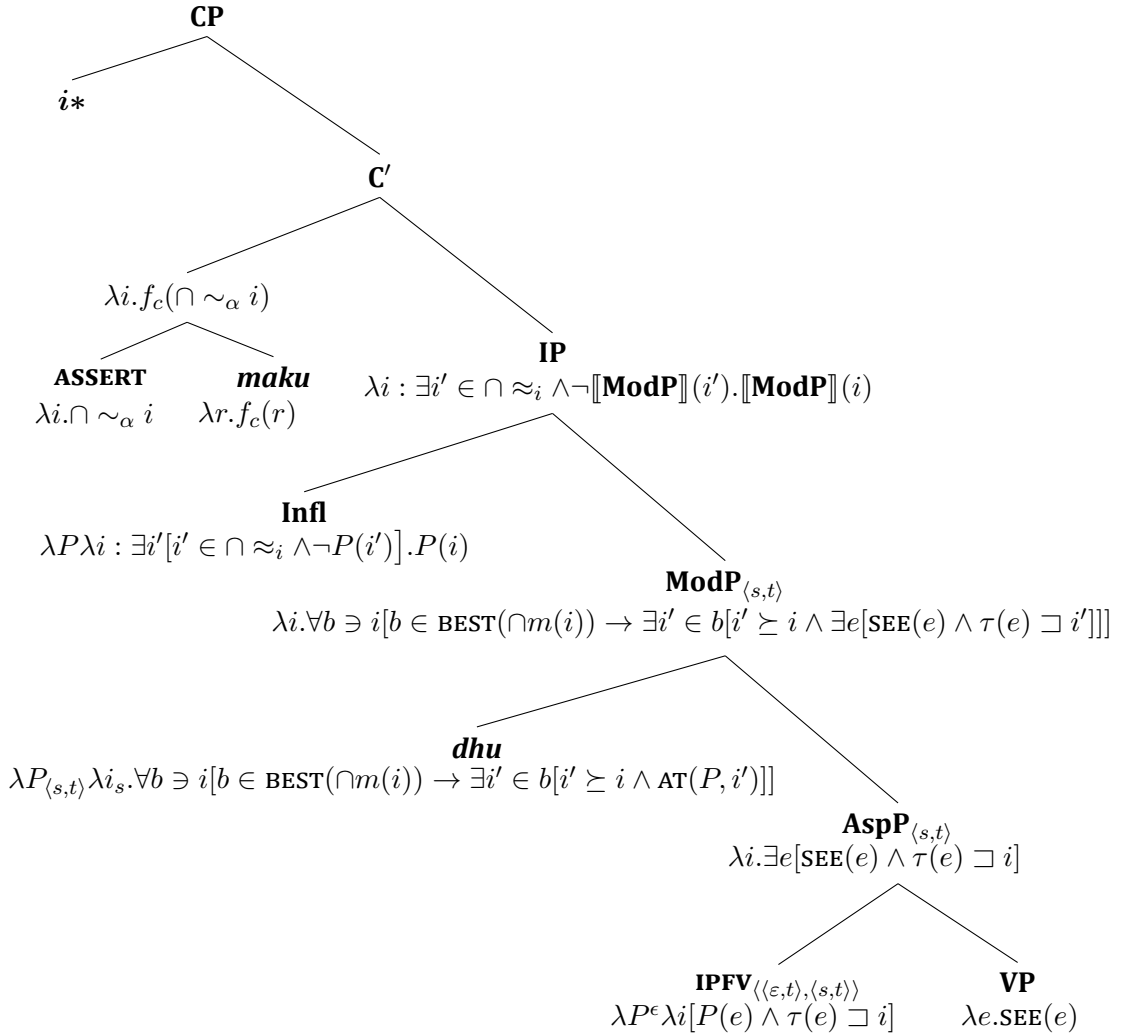 CP
i∗
C′
λi.f_c(∩ ∼_α i)
ASSERT maku IP
λi.∩ ∼_α i λr.f_c(r) λi : ∃i′ ∈ ∩ ≈_i ∧¬⟦ModP⟧(i′).⟦ModP⟧(i)
Infl
λPλi : ∃i′[i′ ∈ ∩ ≈_i ∧¬P(i′)].P(i)
ModP_⟨s,t⟩
λi.∀b ∋ i[b ∈ BEST(∩m(i)) → ∃i′ ∈ b[i′ ⪰ i ∧ ∃e[SEE(e) ∧ τ(e) ⊐ i′]]]
dhu
λP_⟨s,t⟩λi_s.∀b ∋ i[b ∈ BEST(∩m(i)) → ∃i′ ∈ b[i′ ⪰ i ∧ AT(P, i′)]]
AspP_⟨s,t⟩
λi.∃e[SEE(e) ∧ τ(e) ⊐ i]
IPFV_⟨⟨ε,t⟩,⟨s,t⟩⟩ VP
λP^ϵλi[P(e) ∧ τ(e) ⊐ i] λe.SEE(e)